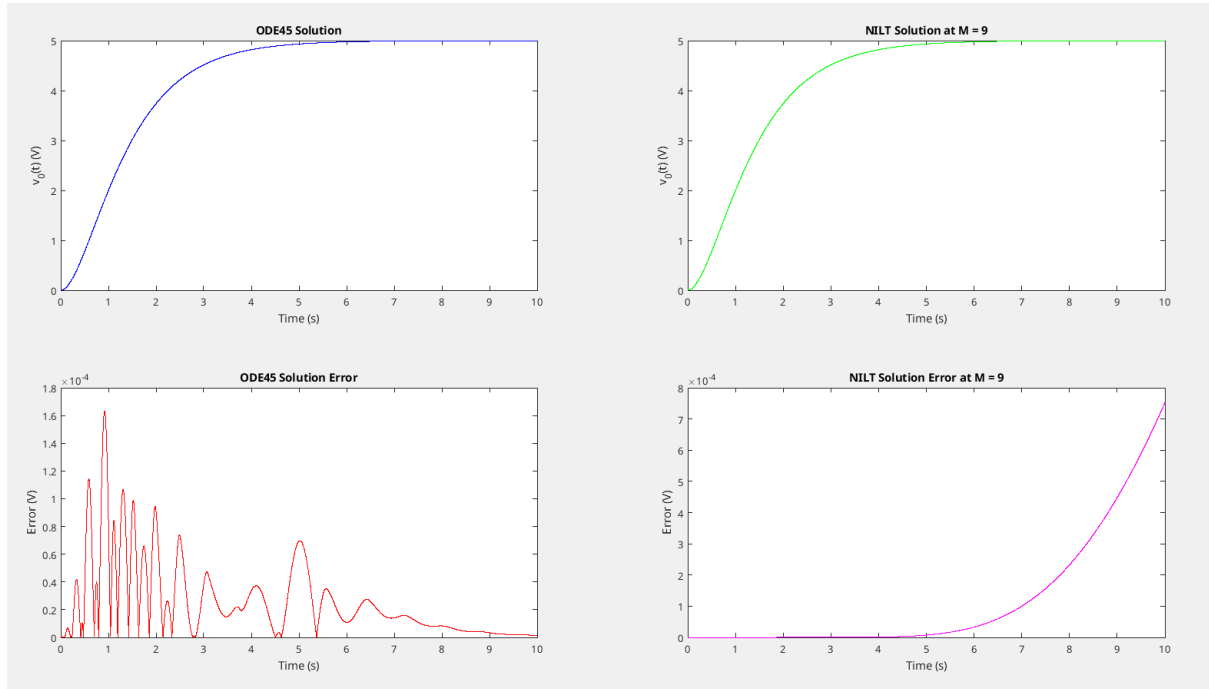 ODE45 Solution
v₀(t) (V)
5
4
3
2
1
0
0 1 2 3 4 5 6 7 8 9 10
Time (s)
NILT Solution at M = 9
v₀(t) (V)
5
4
3
2
1
0
0 1 2 3 4 5 6 7 8 9 10
Time (s)
ODE45 Solution Error
×10⁻⁴
Error (V)
1.8
1.6
1.4
1.2
1
0.8
0.6
0.4
0.2
0
0 1 2 3 4 5 6 7 8 9 10
Time (s)
NILT Solution Error at M = 9
×10⁻⁴
Error (V)
8
7
6
5
4
3
2
1
0
0 1 2 3 4 5 6 7 8 9 10
Time (s)